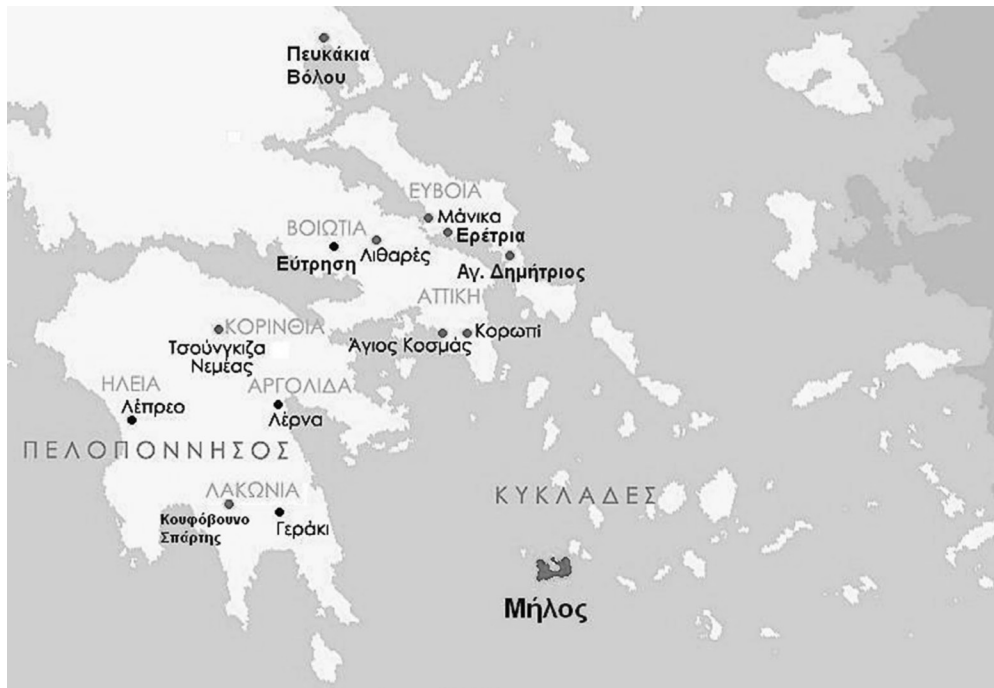 Πευκάκια
Βόλου
ΕΥΒΟΙΑ
Μάνικα
ΒΟΙΩΤΙΑ
Ερέτρια
Εύτρηση
Λιθαρές
Αγ. Δημήτριος
ΑΤΤΙΚΗ
ΚΟΡΙΝΘΙΑ
Άγιος Κοσμάς
Κορωπί
Τσούνγκιζα
Νεμέας
ΗΛΕΙΑ
ΑΡΓΟΛΙΔΑ
Λέπρεο
Λέρνα
ΠΕΛΟΠΟΝΝΗΣΟΣ
ΛΑΚΩΝΙΑ
ΚΥΚΛΑΔΕΣ
Κουφόβουνο
Σπάρτης
Γεράκι
Μήλος